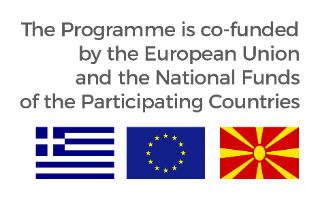 The Programme is co-funded
by the European Union
and the National Funds
of the Participating Countries